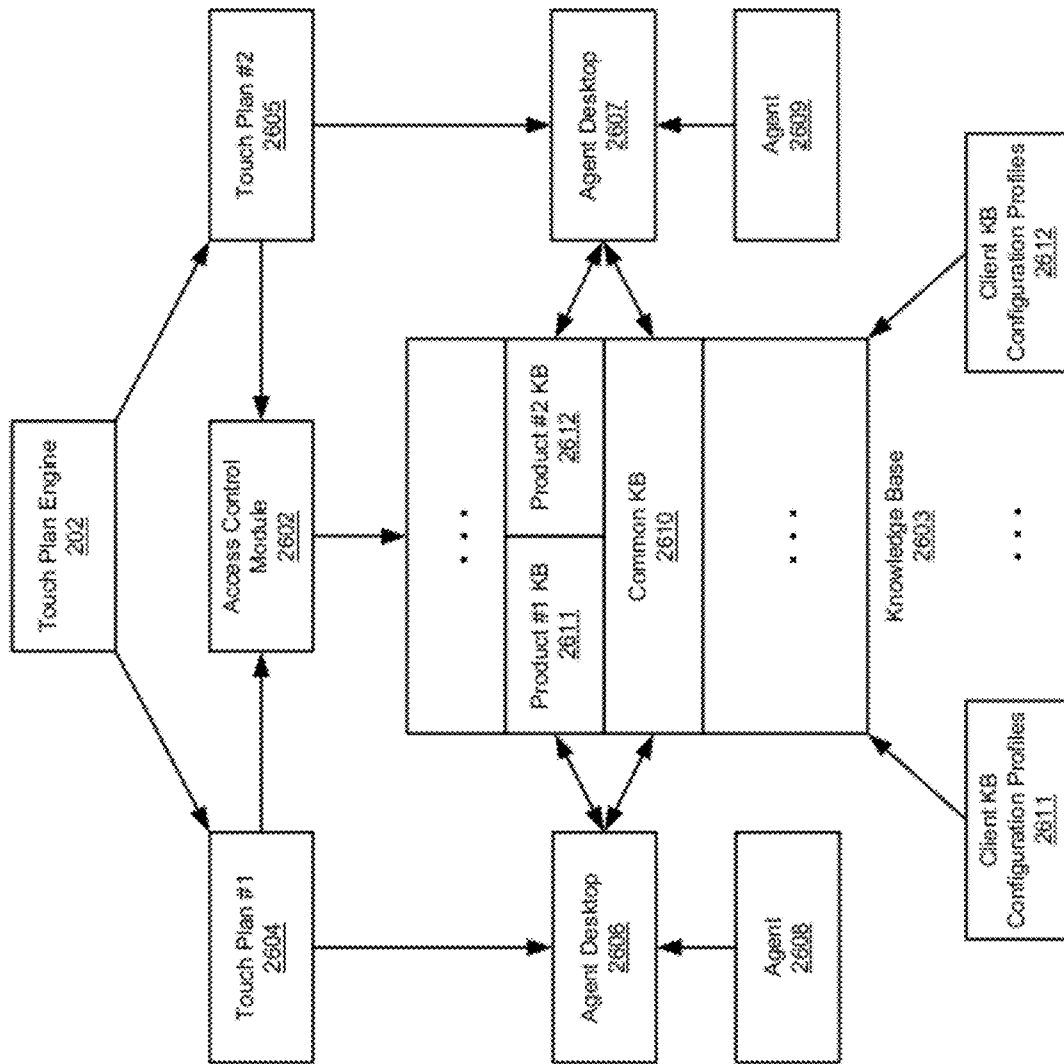 Touch Plan Engine
202
Touch Plan #1
2604
Access Control
Module
2602
Touch Plan #2
2605
Agent Desktop
2606
Product #1 KB
2611
Product #2 KB
2612
Common KB
2610
Agent Desktop
2607
Agent
2608
Agent
2609
Knowledge Base
2603
Client KB
Configuration Profiles
2611
Client KB
Configuration Profiles
2612